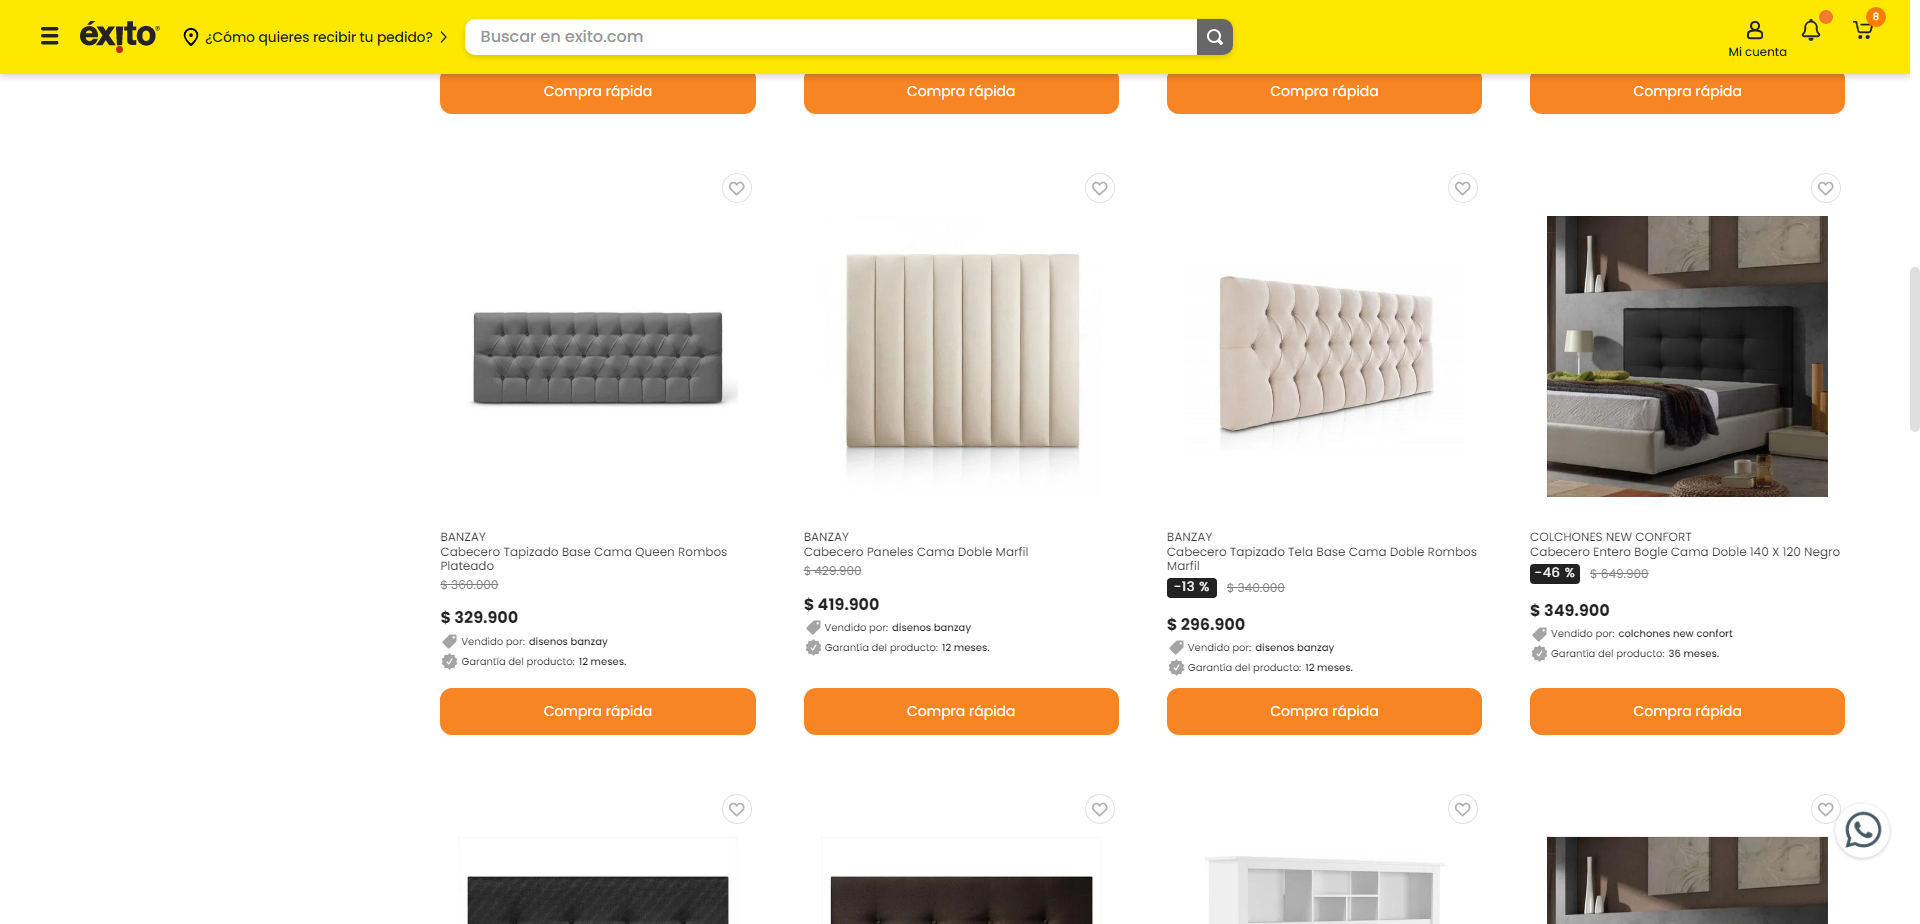 éxito
¿Cómo quieres recibir tu pedido?
Buscar en exito.com
Mi cuenta
8
Compra rápida
Compra rápida
Compra rápida
Compra rápida
BANZAY
Cabecero Tapizado Base Cama Queen Rombos
Plateado
$ 360.000
$ 329.900
Vendido por: disenos banzay
Garantía del producto: 12 meses.
Compra rápida
BANZAY
Cabecero Paneles Cama Doble Marfil
$ 429.900
$ 419.900
Vendido por: disenos banzay
Garantía del producto: 12 meses.
Compra rápida
BANZAY
Cabecero Tapizado Tela Base Cama Doble Rombos
Marfil
-13 % $ 340.000
$ 296.900
Vendido por: disenos banzay
Garantía del producto: 12 meses.
Compra rápida
COLCHONES NEW CONFORT
Cabecero Entero Bogle Cama Doble 140 X 120 Negro
-46 % $ 649.900
$ 349.900
Vendido por: colchones new confort
Garantía del producto: 36 meses.
Compra rápida